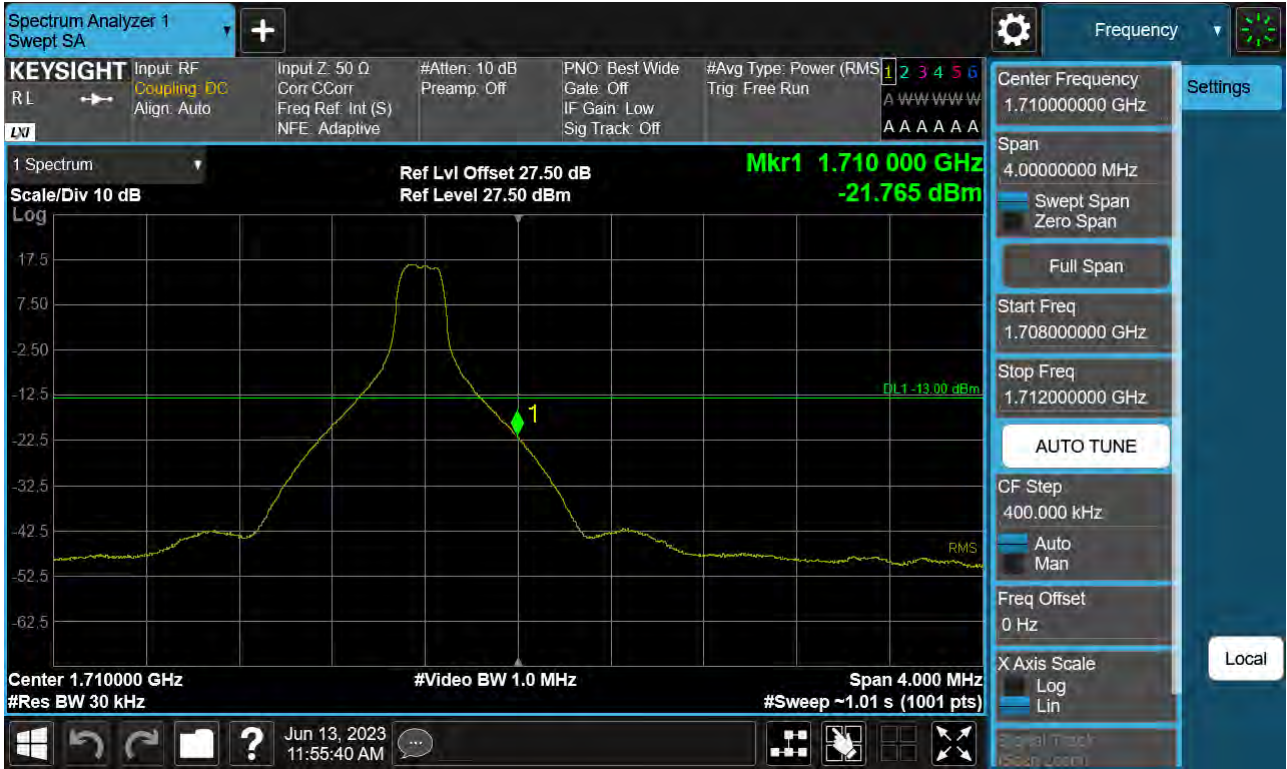 Spectrum Analyzer 1
Swept SA
Frequency
KEYSIGHT
R L
LXI
Input: RF
Coupling: DC
Align: Auto
Input Z: 50 Ω
Corr CCorr
Freq Ref: Int (S)
NFE: Adaptive
#Atten: 10 dB
Preamp: Off
PNO: Best Wide
Gate: Off
IF Gain: Low
Sig Track: Off
#Avg Type: Power (RMS
Trig: Free Run
1 2 3 4 5 6
A W W W W W
A A A A A A
1 Spectrum
Scale/Div 10 dB
Log
Ref Lvl Offset 27.50 dB
Ref Level 27.50 dBm
Mkr1 1.710 000 GHz
-21.765 dBm
17.5
7.50
-2.50
-12.5
-22.5
-32.5
-42.5
-52.5
-62.5
DL1 -13.00 dBm
1
RMS
Center 1.710000 GHz
#Res BW 30 kHz
#Video BW 1.0 MHz
Span 4.000 MHz
#Sweep ~1.01 s (1001 pts)
Center Frequency
1.710000000 GHz
Settings
Span
4.00000000 MHz
Swept Span
Zero Span
Full Span
Start Freq
1.708000000 GHz
Stop Freq
1.712000000 GHz
AUTO TUNE
CF Step
400.000 kHz
Auto
Man
Freq Offset
0 Hz
X Axis Scale
Log
Lin
Local
Signal Track
(Span Zoom)
?
Jun 13, 2023
11:55:40 AM